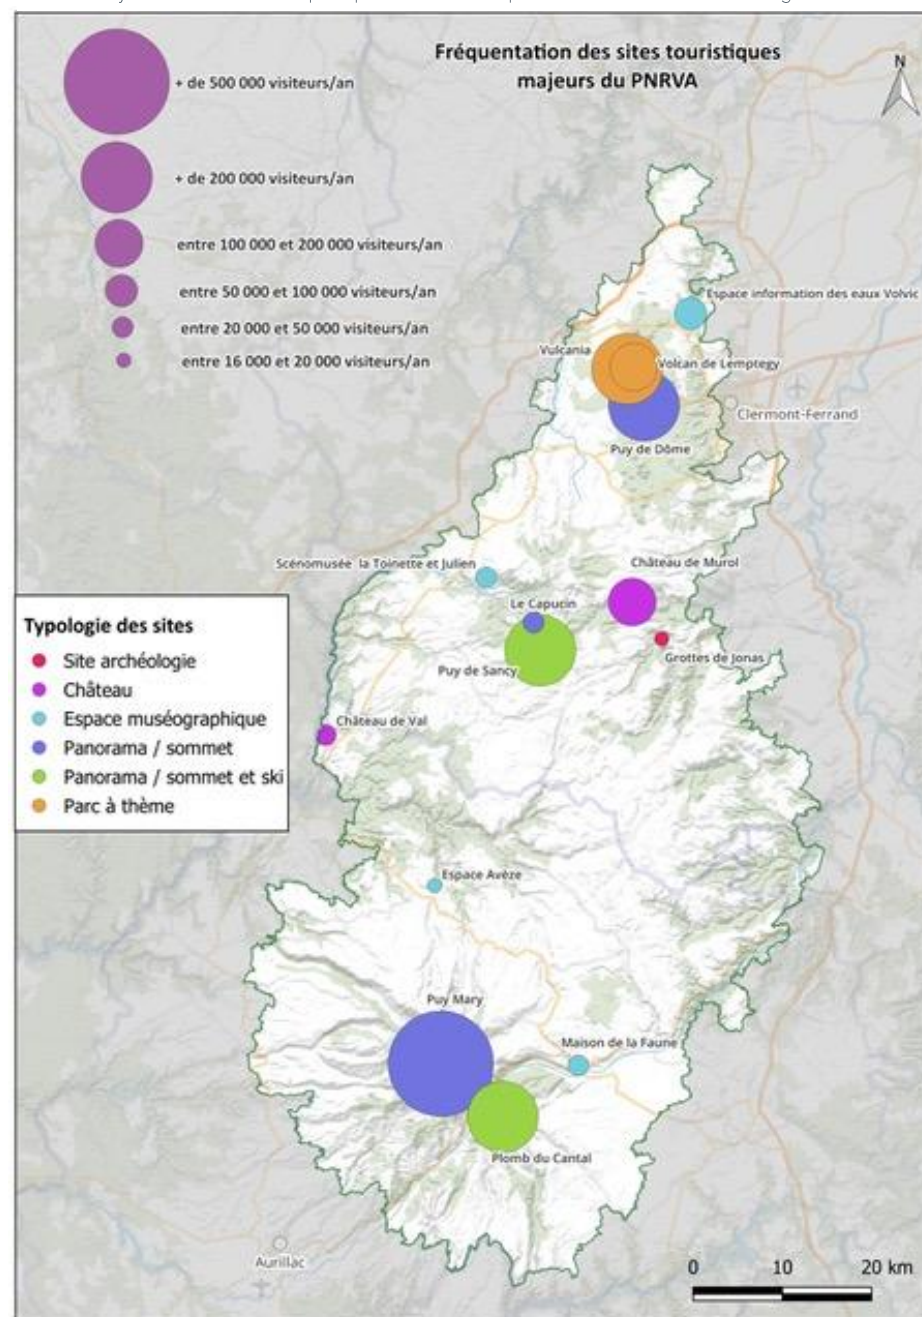 Fréquentation des sites touristiques
majeurs du PNRVA
N
+ de 500 000 visiteurs/an
+ de 200 000 visiteurs/an
entre 100 000 et 200 000 visiteurs/an
entre 50 000 et 100 000 visiteurs/an
entre 20 000 et 50 000 visiteurs/an
entre 16 000 et 20 000 visiteurs/an
Espace information des eaux Volvic
Vulcania
Volcan de Lemptegy
Clermont-Ferrand
Puy de Dôme
Scénomusée la Toinette et Julien
Château de Murol
Le Capucin
Puy de Sancy
Grottes de Jonas
Typologie des sites
Site archéologie
Château
Espace muséographique
Panorama / sommet
Panorama / sommet et ski
Parc à thème
Château de Val
Espace Avèze
Puy Mary
Maison de la Faune
Plomb du Cantal
Aurillac
0 10 20 km